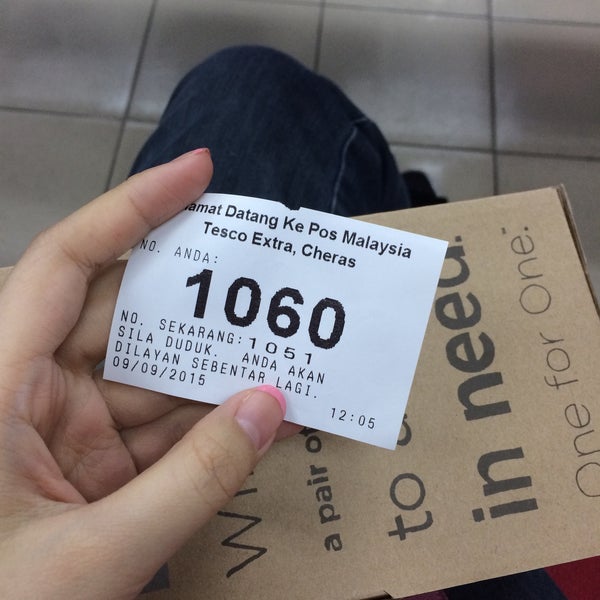 amat Datang Ke Pos Malaysia
Tesco Extra, Cheras
NO. ANDA:
1060
NO. SEKARANG: 1051
SILA DUDUK. ANDA AKAN
DILAYAN SEBENTAR LAGI.
09/09/2015 12:05
a pair o
to a
in need.
One for One.